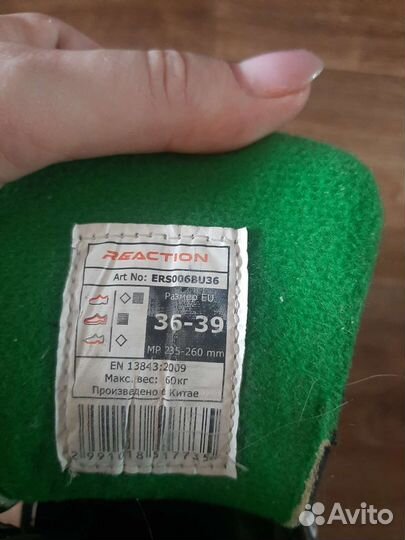 REACTION
Art No: ERS006BU36
Размер EU
36-39
MP 235-260 mm
EN 13843:2009
Макс. вес: 60кг
Произведено в Китае
2991018517735
Avito